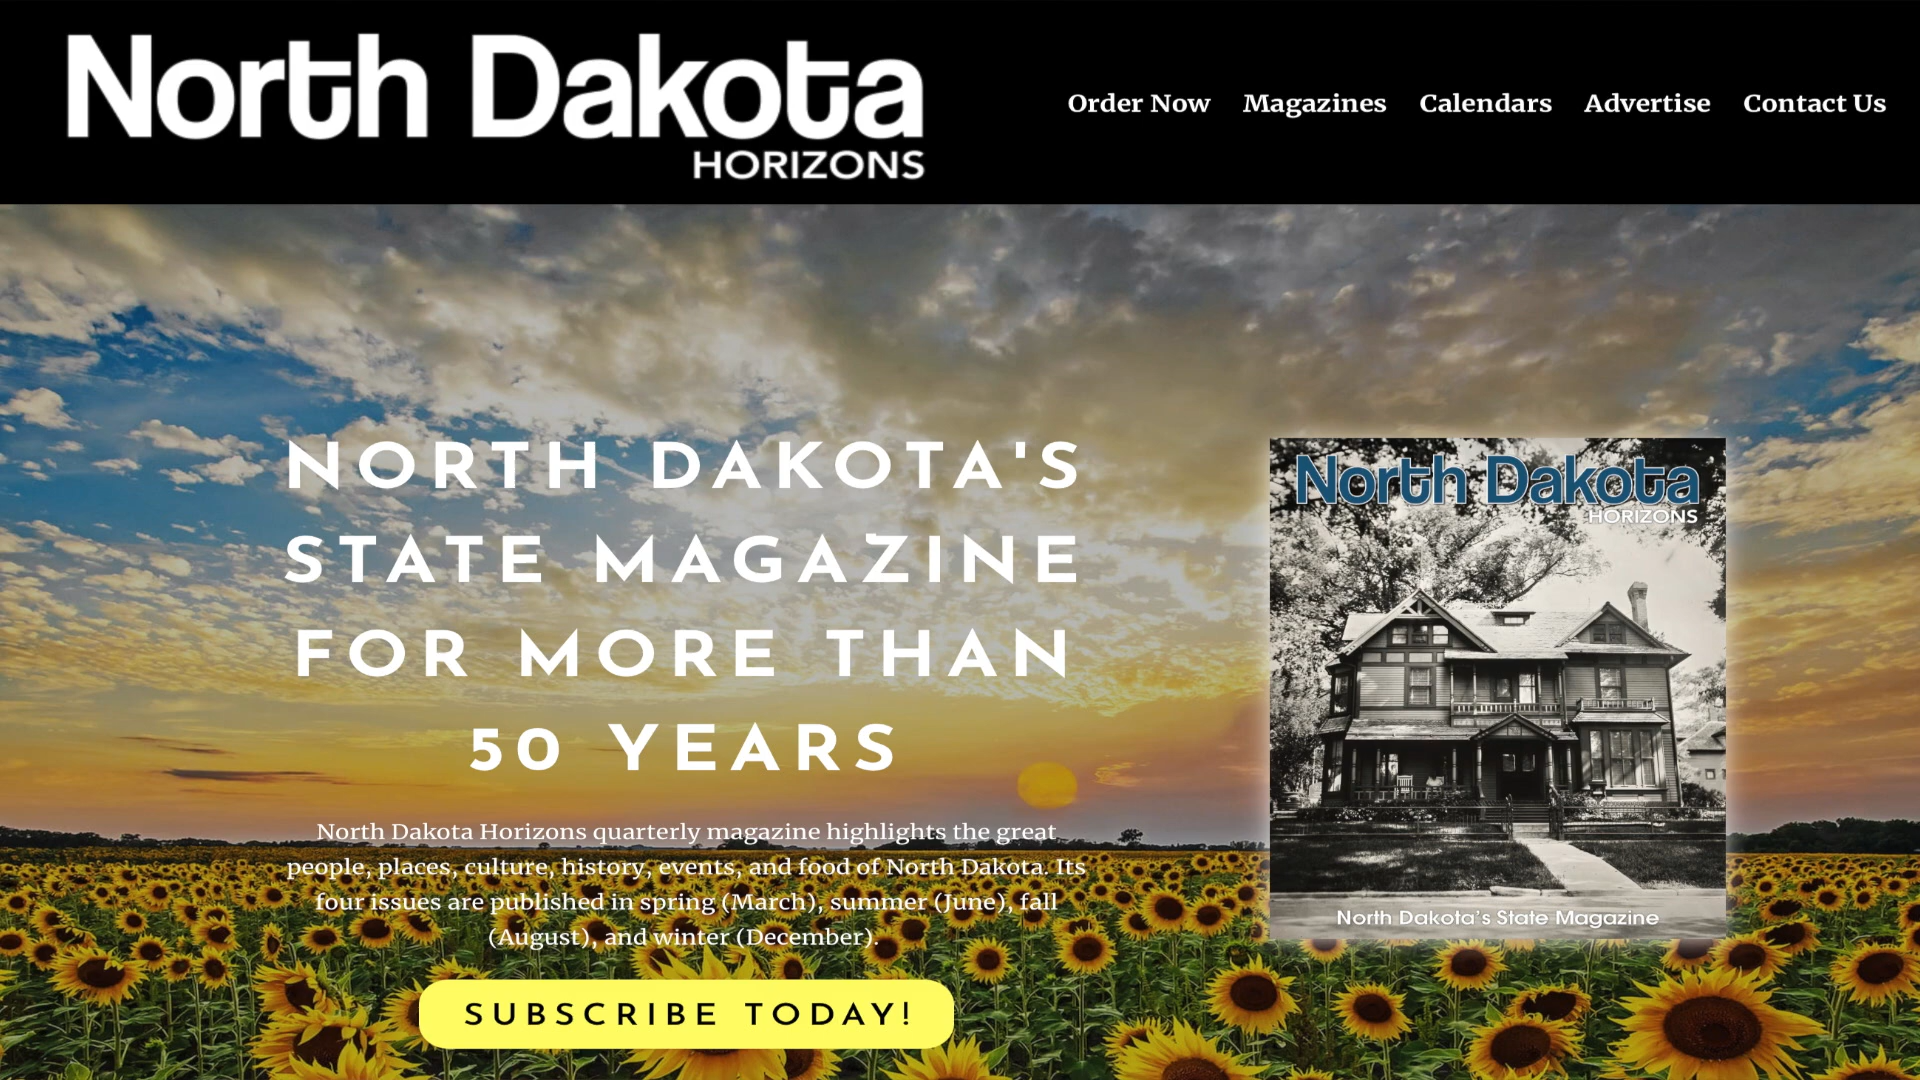 North Dakota
HORIZONS
Order Now Magazines Calendars Advertise Contact Us
NORTH DAKOTA'S
STATE MAGAZINE
FOR MORE THAN
50 YEARS
North Dakota Horizons quarterly magazine highlights the great
people, places, culture, history, events, and food of North Dakota. Its
four issues are published in spring (March), summer (June), fall
(August), and winter (December).
SUBSCRIBE TODAY!
North Dakota
HORIZONS
North Dakota's State Magazine